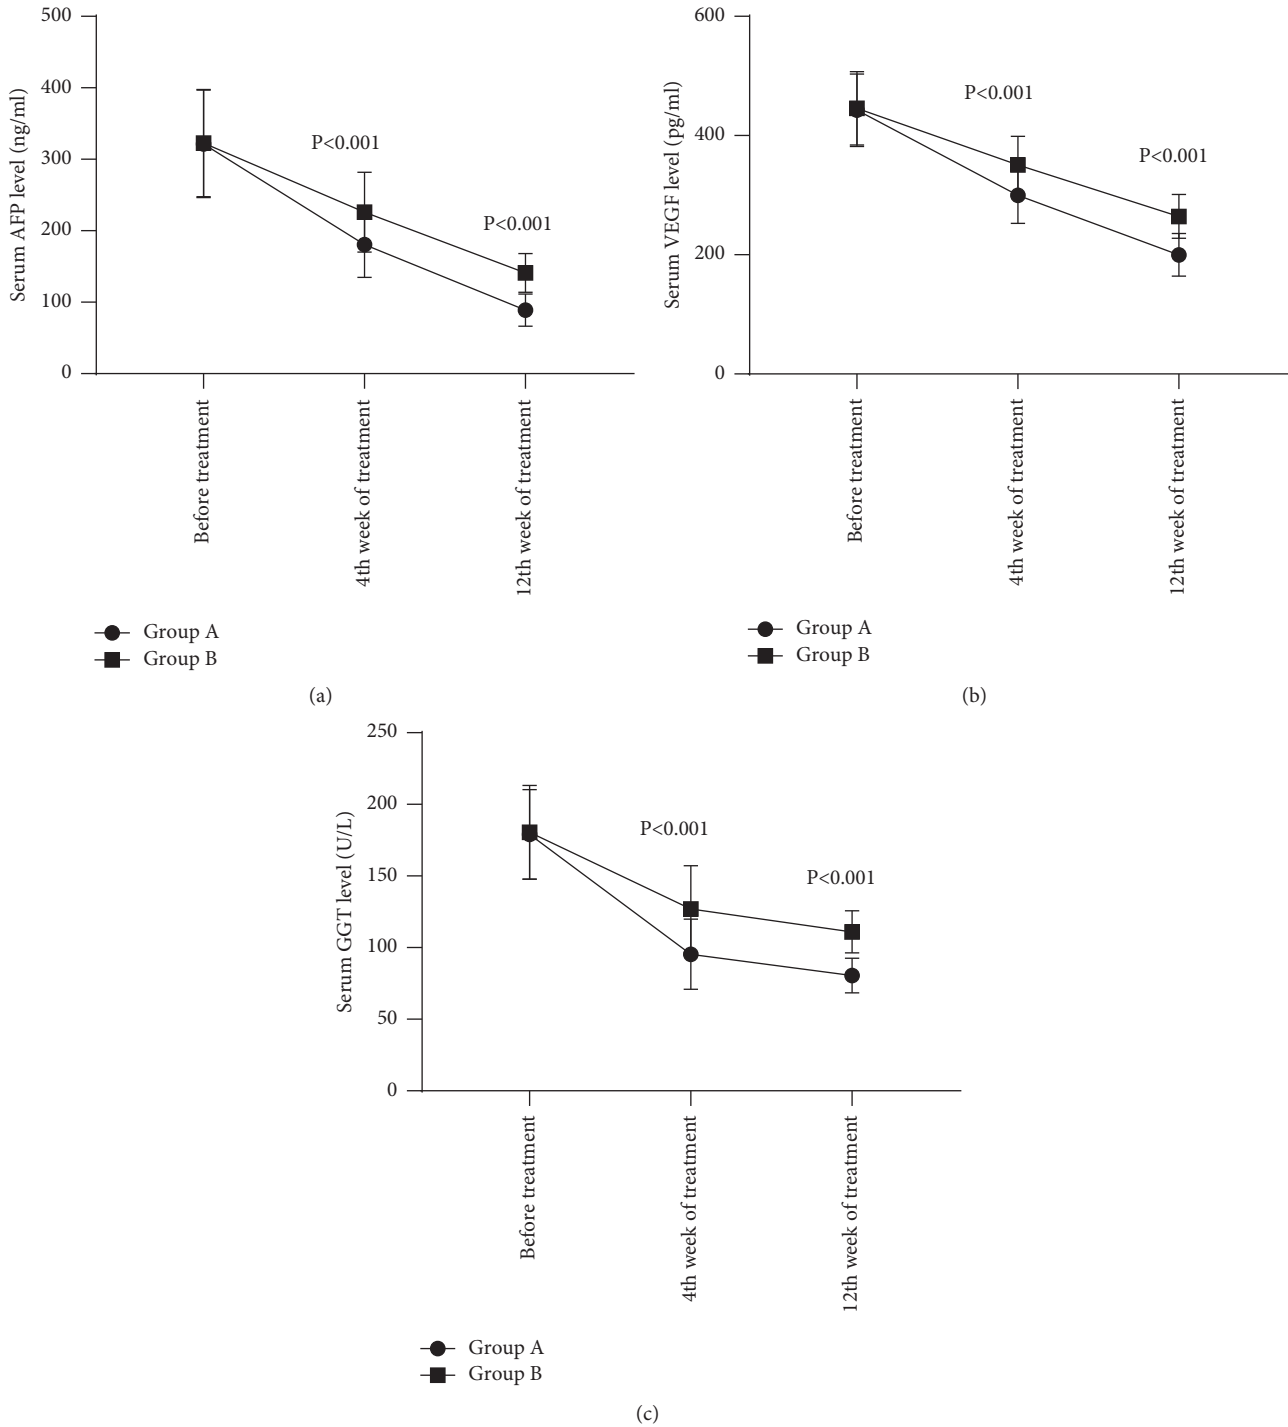 500
400
300
200
100
0
Serum AFP level (ng/ml)
P<0.001
P<0.001
Before treatment
4th week of treatment
12th week of treatment
Group A
Group B
(a)
600
400
200
0
Serum VEGF level (pg/ml)
P<0.001
P<0.001
Before treatment
4th week of treatment
12th week of treatment
Group A
Group B
(b)
250
200
150
100
50
0
Serum GGT level (U/L)
P<0.001
P<0.001
Before treatment
4th week of treatment
12th week of treatment
Group A
Group B
(c)